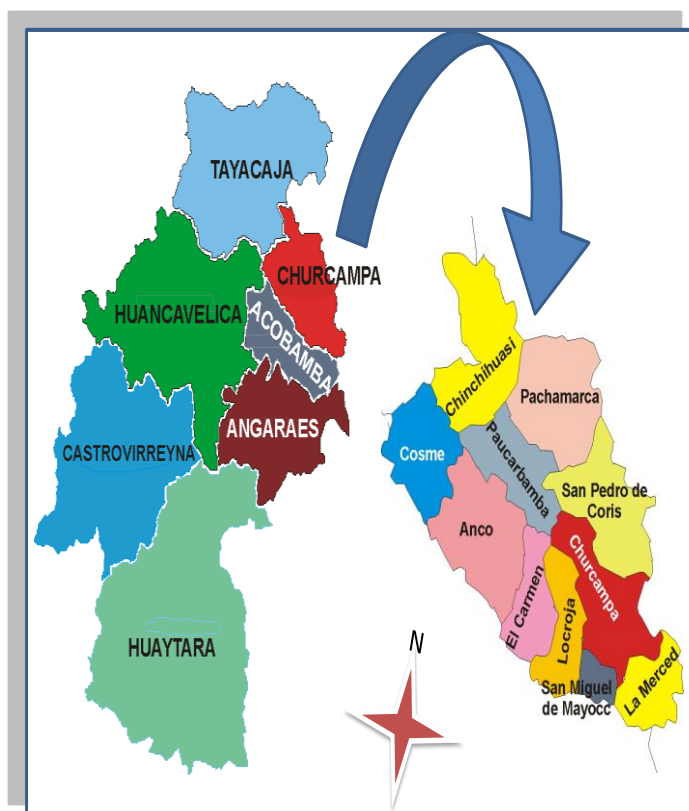 TAYACAJA
CHURCAMPA
HUANCAVELICA
ACOBAMBA
ANGARAES
CASTROVIRREYNA
HUAYTARA
Chinchihuasi
Pachamarca
Cosme
Paucarbamba
San Pedro de
Coris
Anco
Churcampa
El Carmen
Locroja
San Miguel
de Mayocc
La Merced
N